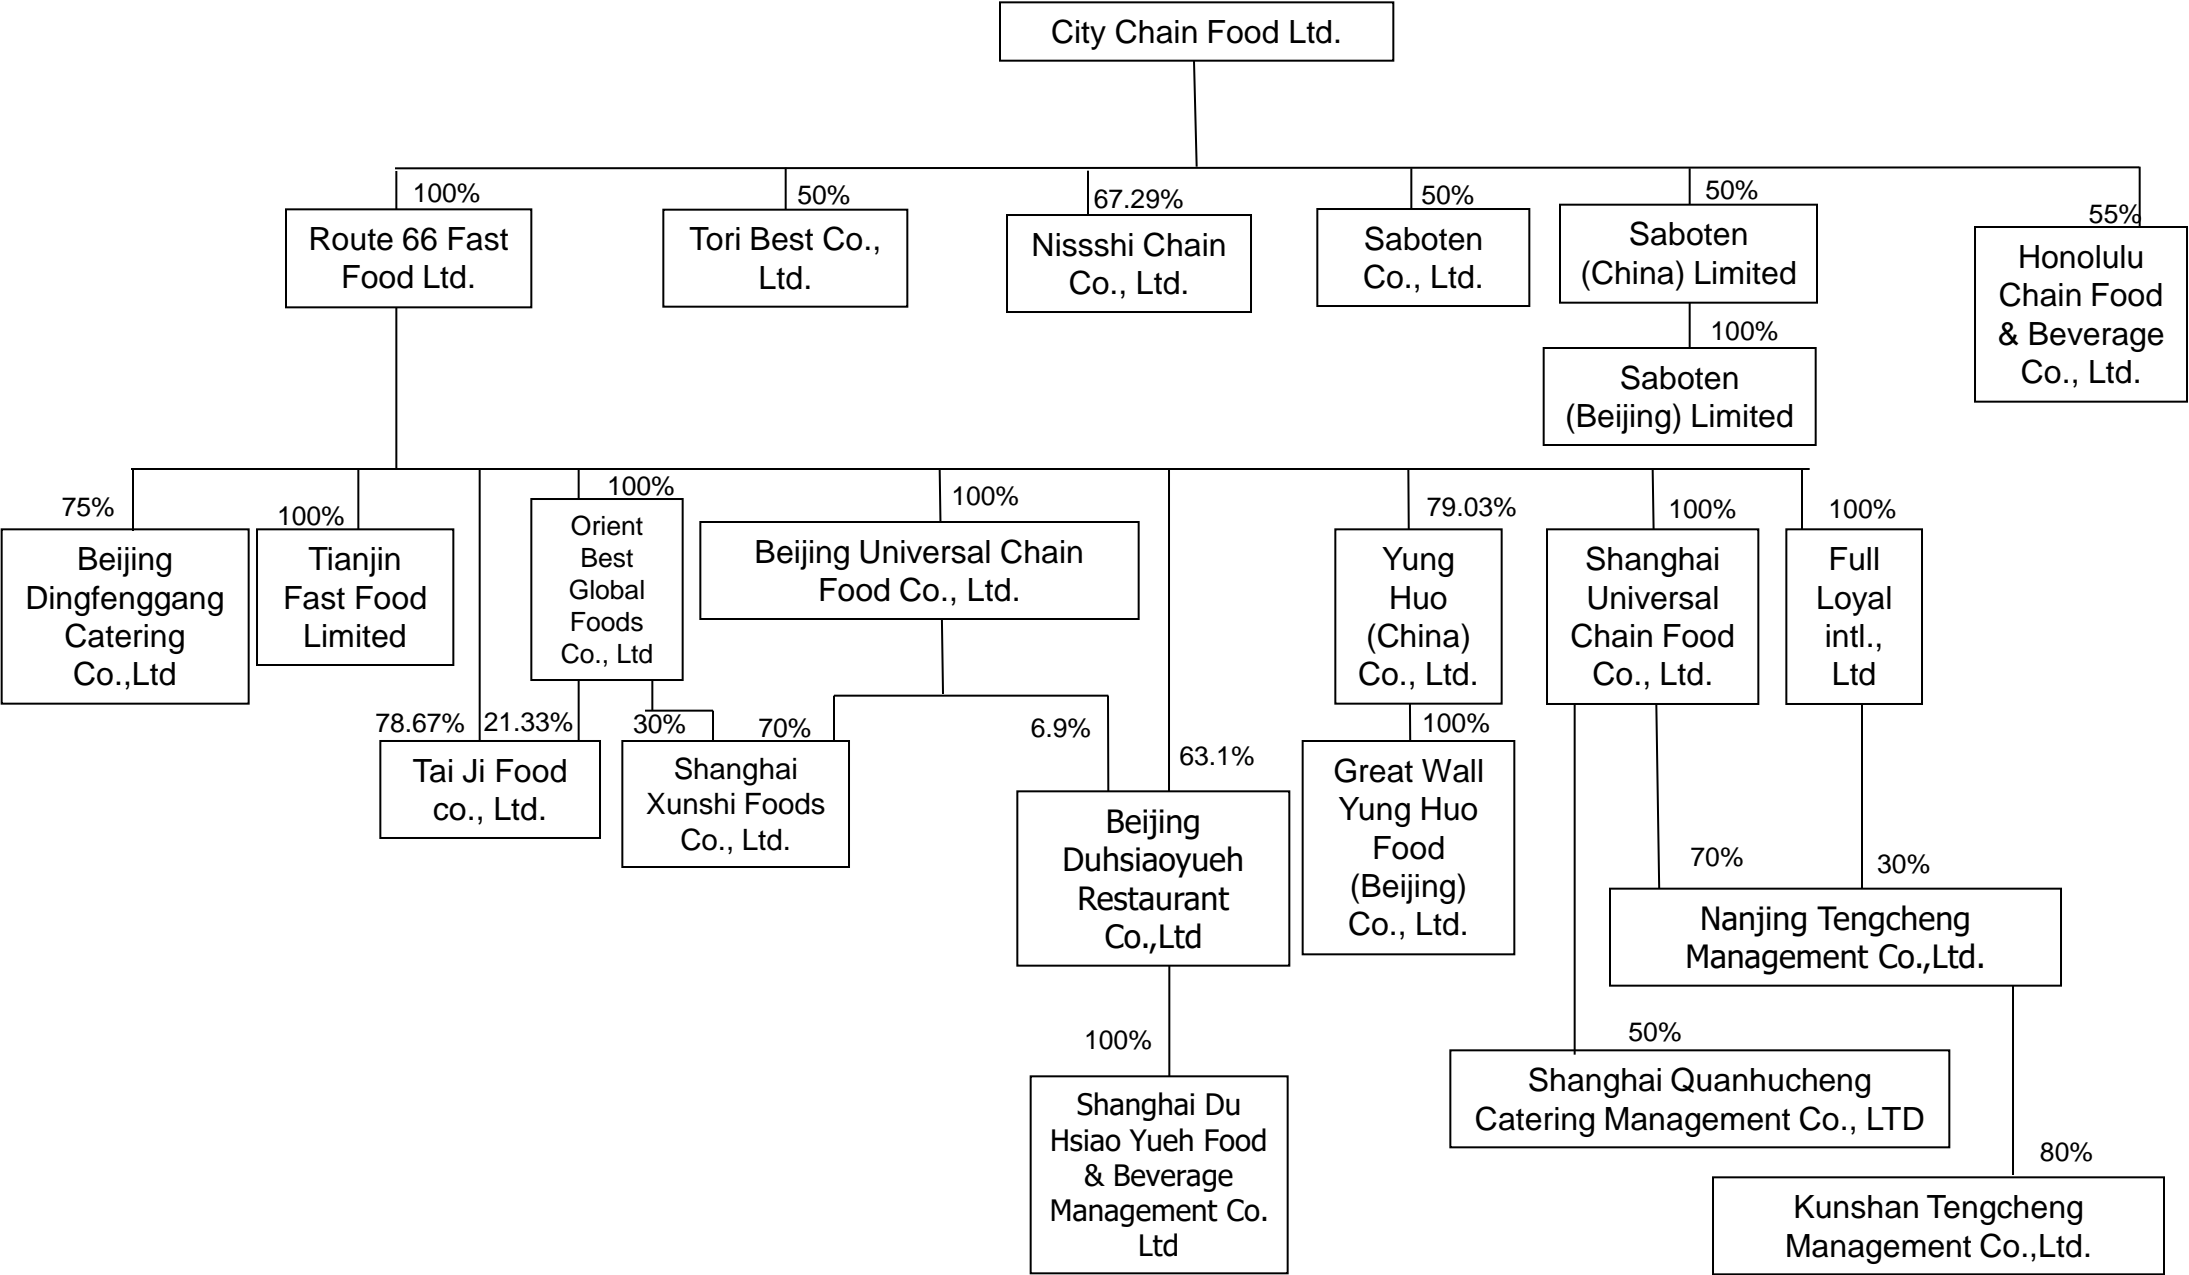 City Chain Food Ltd.
100%
Route 66 Fast
Food Ltd.
50%
Tori Best Co.,
Ltd.
67.29%
Nissshi Chain
Co., Ltd.
50%
Saboten
Co., Ltd.
50%
Saboten
(China) Limited
100%
Saboten
(Beijing) Limited
55%
Honolulu
Chain Food
& Beverage
Co., Ltd.
75%
Beijing
Dingfenggang
Catering
Co.,Ltd
100%
Tianjin
Fast Food
Limited
100%
Orient
Best
Global
Foods
Co., Ltd
100%
Beijing Universal Chain
Food Co., Ltd.
79.03%
Yung
Huo
(China)
Co., Ltd.
100%
Shanghai
Universal
Chain Food
Co., Ltd.
100%
Full
Loyal
intl.,
Ltd
78.67%
21.33%
Tai Ji Food
co., Ltd.
30%
70%
Shanghai
Xunshi Foods
Co., Ltd.
6.9%
63.1%
Beijing
Duhsiaoyueh
Restaurant
Co.,Ltd
100%
Great Wall
Yung Huo
Food
(Beijing)
Co., Ltd.
70%
30%
Nanjing Tengcheng
Management Co.,Ltd.
100%
Shanghai Du
Hsiao Yueh Food
& Beverage
Management Co.
Ltd
50%
Shanghai Quanhucheng
Catering Management Co., LTD
80%
Kunshan Tengcheng
Management Co.,Ltd.